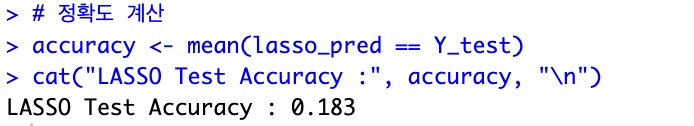 > # 정확도 계산
> accuracy <- mean(lasso_pred == Y_test)
> cat("LASSO Test Accuracy :", accuracy, "\n")
LASSO Test Accuracy : 0.183